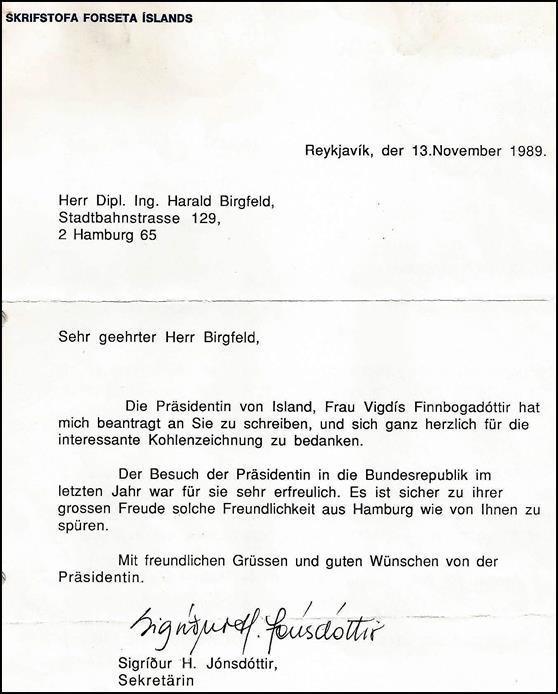 SKRIFSTOFA FORSETA ÍSLANDS
Reykjavík, der 13.November 1989.
Herr Dipl. Ing. Harald Birgfeld,
Stadtbahnstrasse 129,
2 Hamburg 65
Sehr geehrter Herr Birgfeld,
Die Präsidentin von Island, Frau Vigdís Finnbogadóttir hat
mich beantragt an Sie zu schreiben, und sich ganz herzlich für die
interessante Kohlenzeichnung zu bedanken.
Der Besuch der Präsidentin in die Bundesrepublik im
letzten Jahr war für sie sehr erfreulich. Es ist sicher zu ihrer
grossen Freude solche Freundlichkeit aus Hamburg wie von Ihnen zu
spüren.
Mit freundlichen Grüssen und guten Wünschen von der
Präsidentin.
Sigríður H. Jónsdóttir
Sigríður H. Jónsdóttir,
Sekretärin